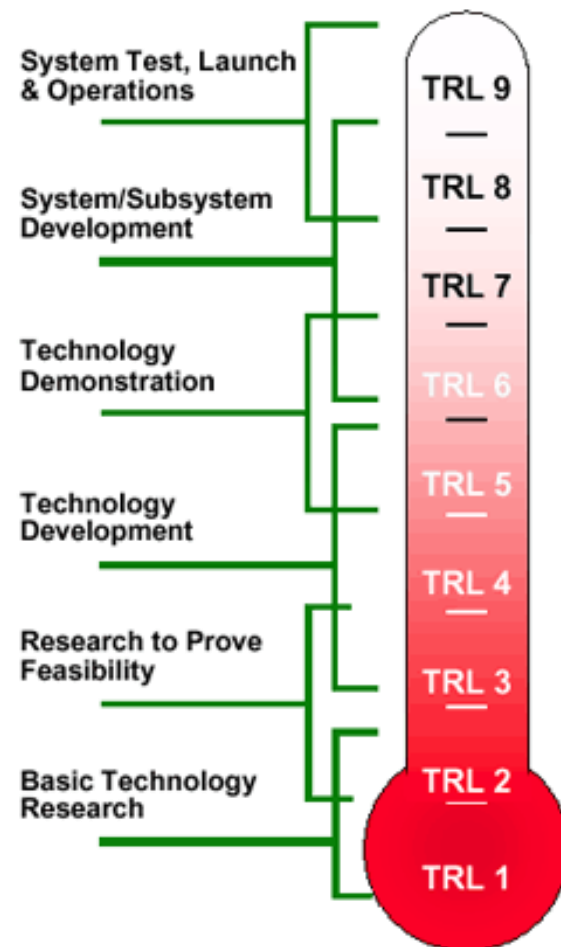 System Test, Launch
& Operations
System/Subsystem
Development
Technology
Demonstration
Technology
Development
Research to Prove
Feasibility
Basic Technology
Research
TRL 9
TRL 8
TRL 7
TRL 6
TRL 5
TRL 4
TRL 3
TRL 2
TRL 1